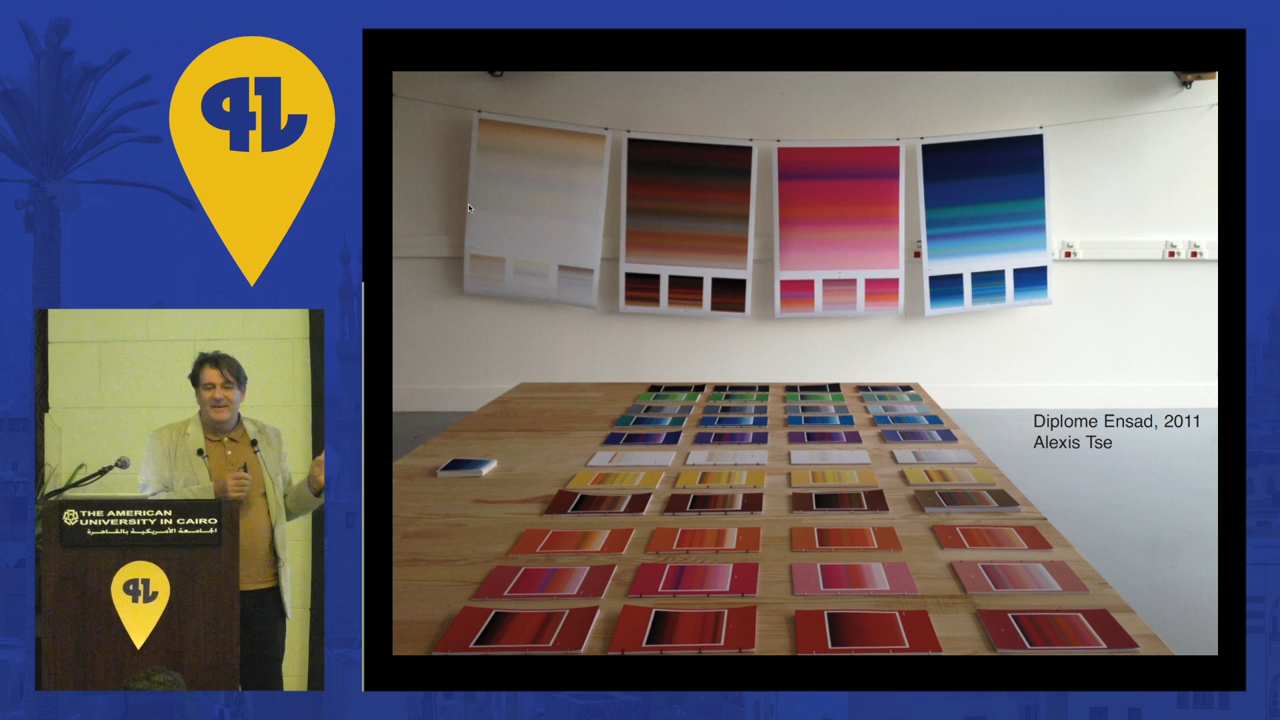 THE AMERICAN
UNIVERSITY IN CAIRO
الجامعة الأمريكية بالقاهرة
Diplome Ensad, 2011
Alexis Tse